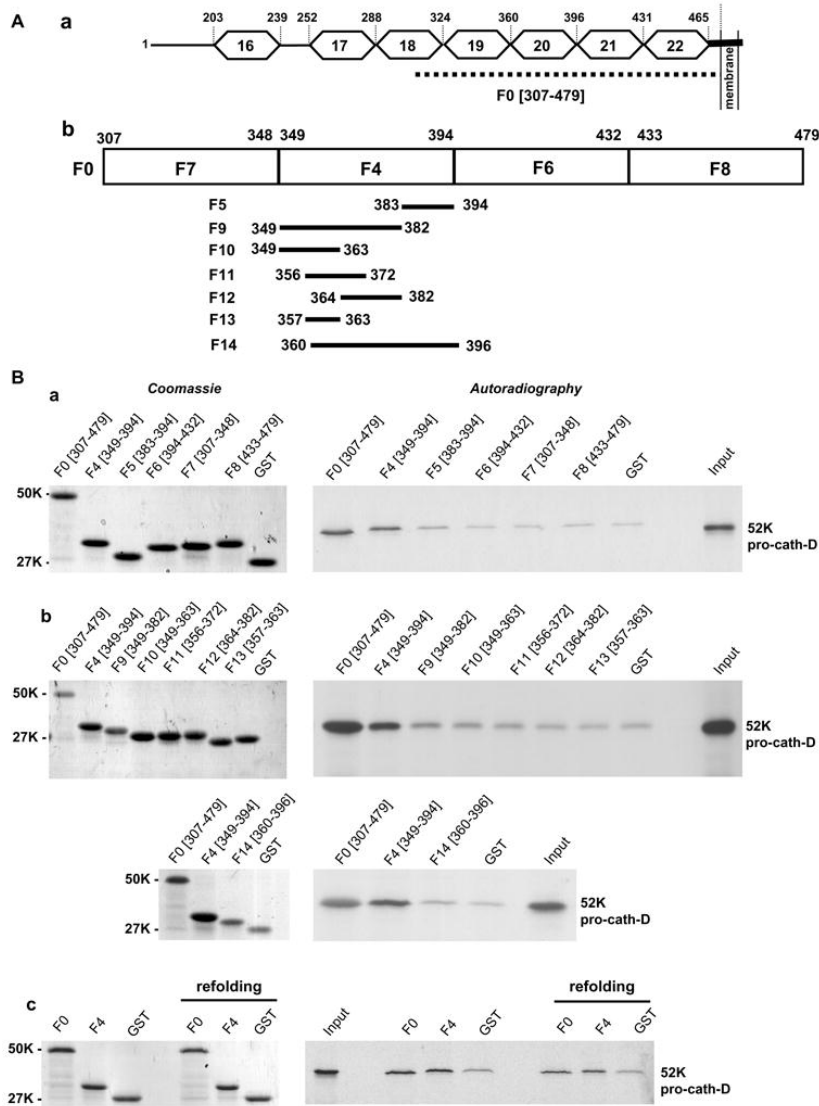 A
a
203 239 252 288 324 360 396 431 465
1
16 17 18 19 20 21 22
membrane
F0 [307-479]
b
307 348 349 394 432 433 479
F0 F7 F4 F6 F8
F5 383 394
F9 349 382
F10 349 363
F11 356 372
F12 364 382
F13 357 363
F14 360 396
B
Coomassie Autoradiography
a
F0 [307-479] F4 [349-394] F5 [383-394] F6 [394-432] F7 [307-348] F8 [433-479] GST
F0 [307-479] F4 [349-394] F5 [383-394] F6 [394-432] F7 [307-348] F8 [433-479] GST Input
50K -
27K -
52K
pro-cath-D
b
F0 [307-479] F4 [349-394] F9 [349-382] F10 [349-363] F11 [356-372] F12 [364-382] F13 [357-363] GST
F0 [307-479] F4 [349-394] F9 [349-382] F10 [349-363] F11 [356-372] F12 [364-382] F13 [357-363] GST Input
50K -
27K -
52K
pro-cath-D
F0 [307-479] F4 [349-394] F14 [360-396] GST
F0 [307-479] F4 [349-394] F14 [360-396] GST Input
50K -
27K -
52K
pro-cath-D
c
refolding refolding
F0 F4 GST F0 F4 GST
Input F0 F4 GST F0 F4 GST
50K -
27K -
52K
pro-cath-D